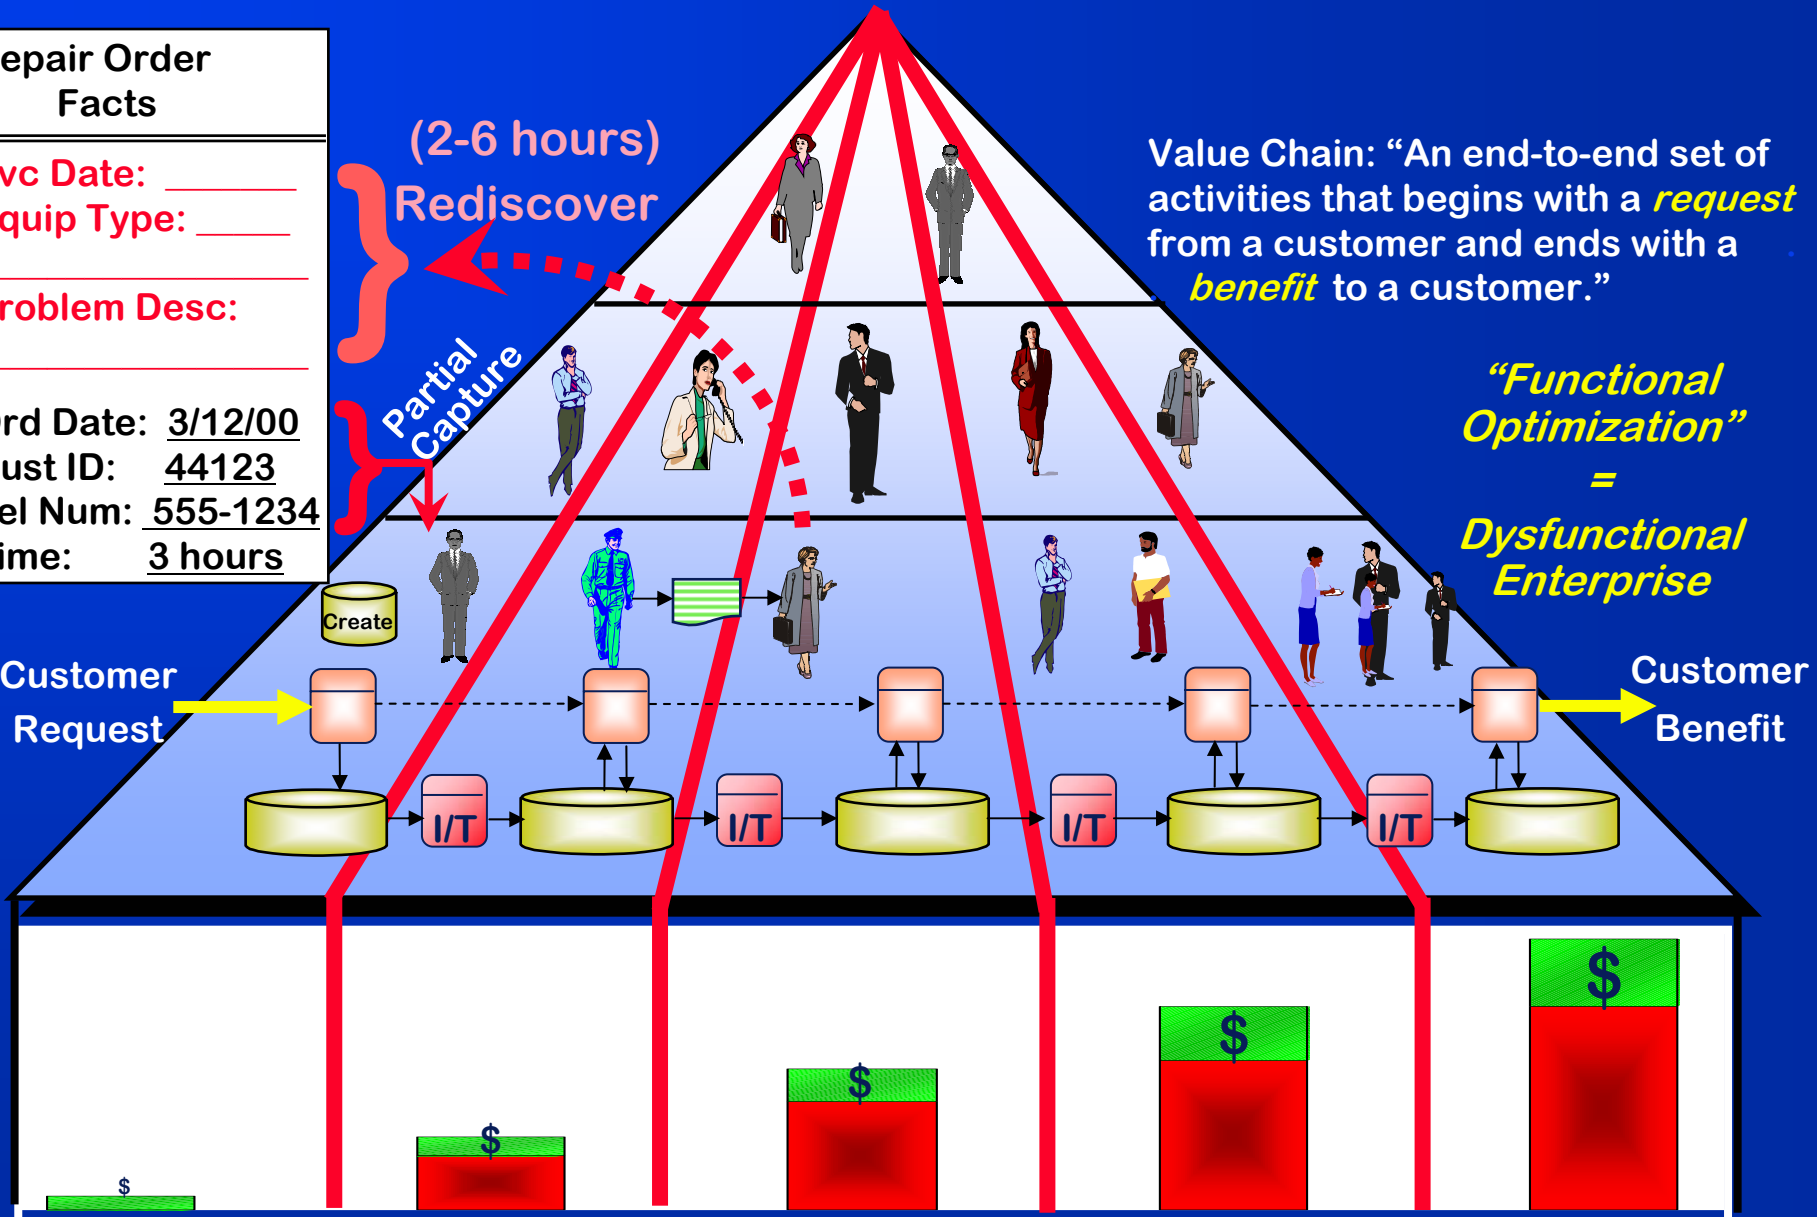 epair Order
Facts
vc Date: _______
quip Type: _____
roblem Desc:
rd Date: 3/12/00
ust ID: 44123
el Num: 555-1234
ime: 3 hours
(2-6 hours)
Rediscover
Partial
Capture
Value Chain: “An end-to-end set of
activities that begins with a request
from a customer and ends with a .
benefit to a customer.”
“Functional
Optimization”
=
Dysfunctional
Enterprise
Create
Customer
Request
Customer
Benefit
I/T
I/T
I/T
I/T
$
$
$
$
$